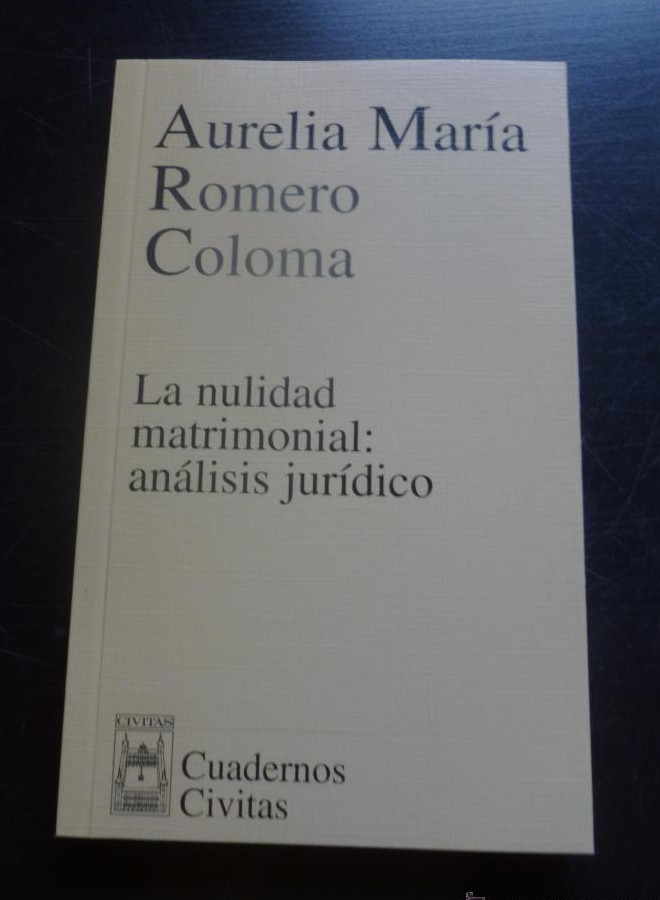 Aurelia María
Romero
Coloma
La nulidad
matrimonial:
análisis jurídico
CIVITAS
Cuadernos
Civitas